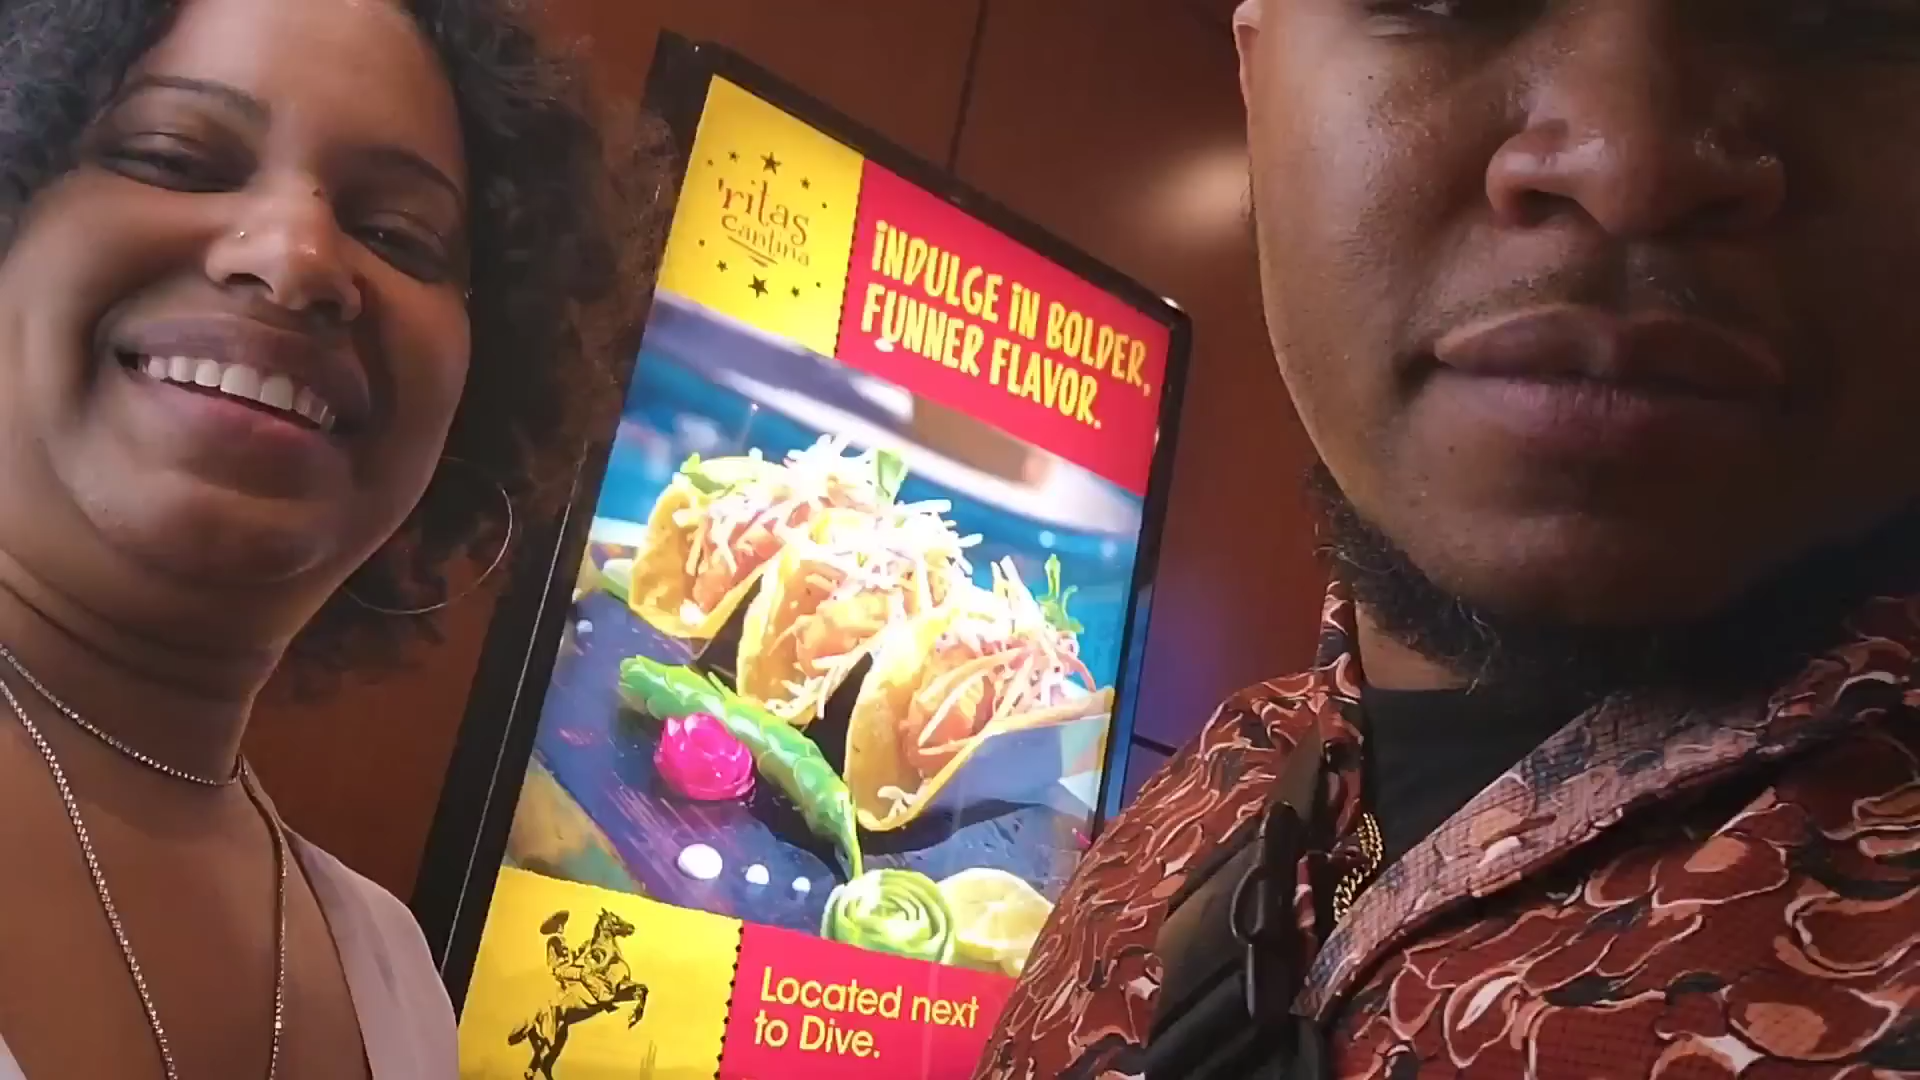 'ritas
cantina
INDULGE IN BOLDER,
FUNNER FLAVOR.
Located next
to Dive.